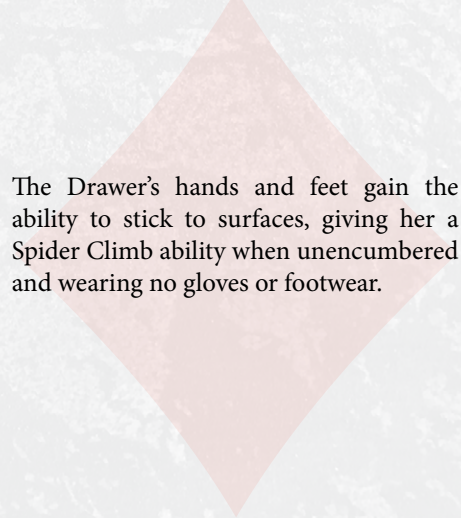 The Drawer’s hands and feet gain the
ability to stick to surfaces, giving her a
Spider Climb ability when unencumbered
and wearing no gloves or footwear.